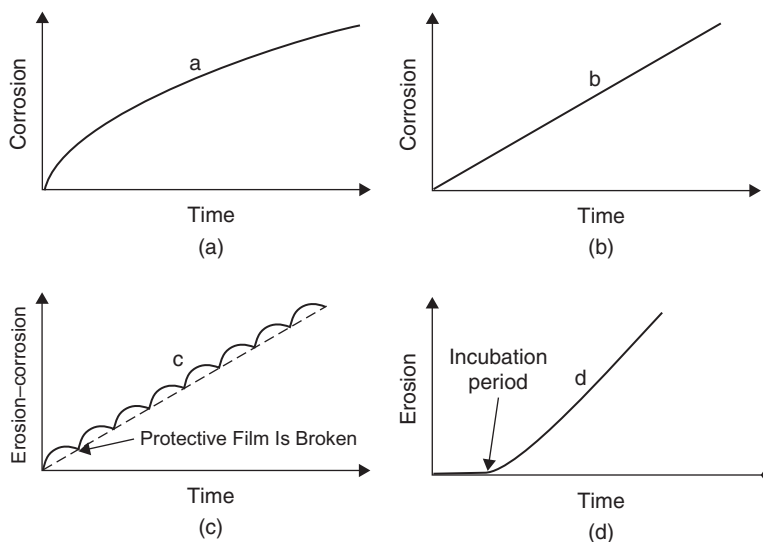 Corrosion
a
Time
(a)
Corrosion
b
Time
(b)
Erosion–corrosion
c
Protective Film Is Broken
Time
(c)
Erosion
Incubation
period
d
Time
(d)